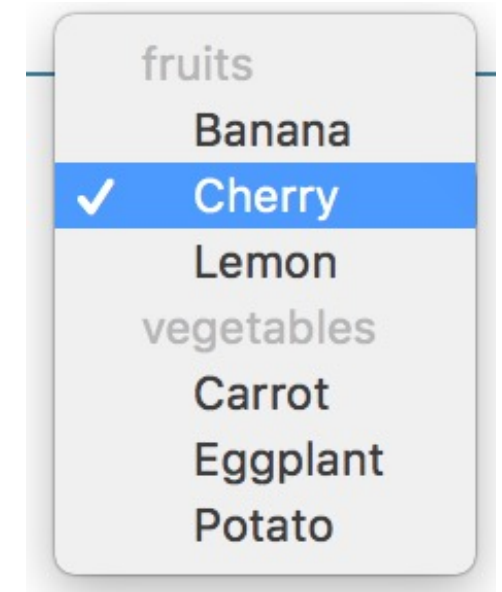 fruits
Banana
✓ Cherry
Lemon
vegetables
Carrot
Eggplant
Potato